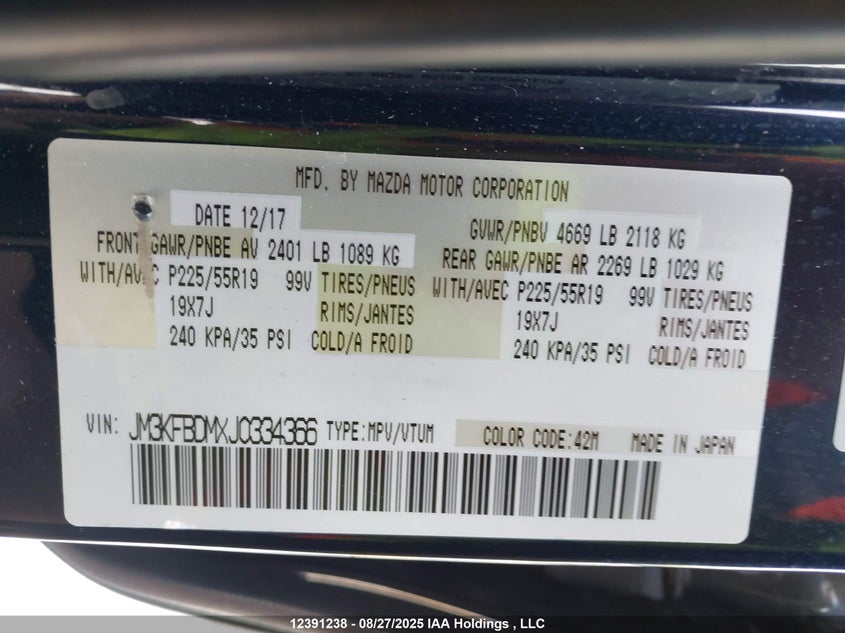 MFD. BY MAZDA MOTOR CORPORATION
DATE 12/17
GVWR/PNBV 4669 LB 2118 KG
FRONT GAWR/PNBE AV 2401 LB 1089 KG
REAR GAWR/PNBE AR 2269 LB 1029 KG
WITH/AVEC P225/55R19 99V TIRES/PNEUS
WITH/AVEC P225/55R19 99V TIRES/PNEUS
19X7J RIMS/JANTES
19X7J RIMS/JANTES
240 KPA/35 PSI COLD/A FROID
240 KPA/35 PSI COLD/A FROID
VIN: JM3KFBDMXJ0334366 TYPE:MPV/VTUM COLOR CODE:42M MADE IN JAPAN
12391238 - 08/27/2025 IAA Holdings , LLC